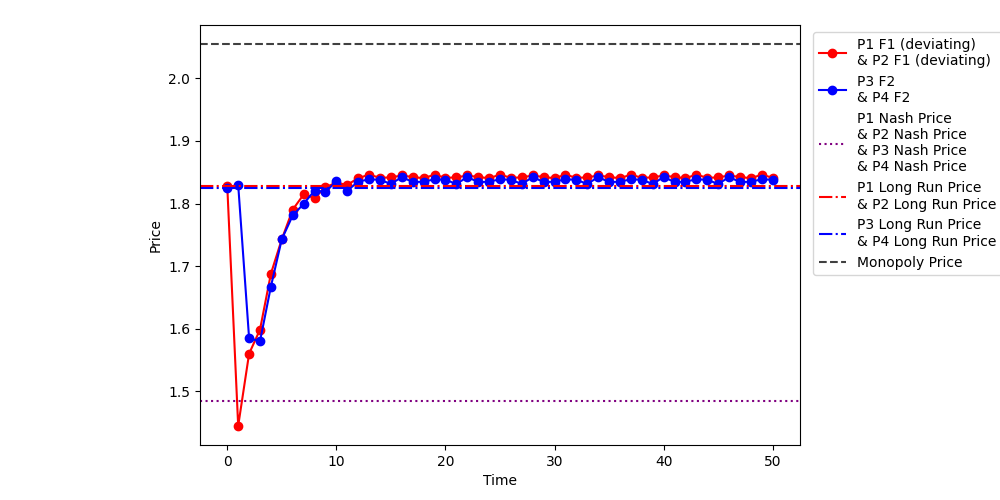 2.0
1.9
1.8
1.7
1.6
1.5
Price
0
10
20
30
40
50
Time
P1 F1 (deviating)
& P2 F1 (deviating)
P3 F2
& P4 F2
P1 Nash Price
& P2 Nash Price
& P3 Nash Price
& P4 Nash Price
P1 Long Run Price
& P2 Long Run Price
P3 Long Run Price
& P4 Long Run Price
Monopoly Price